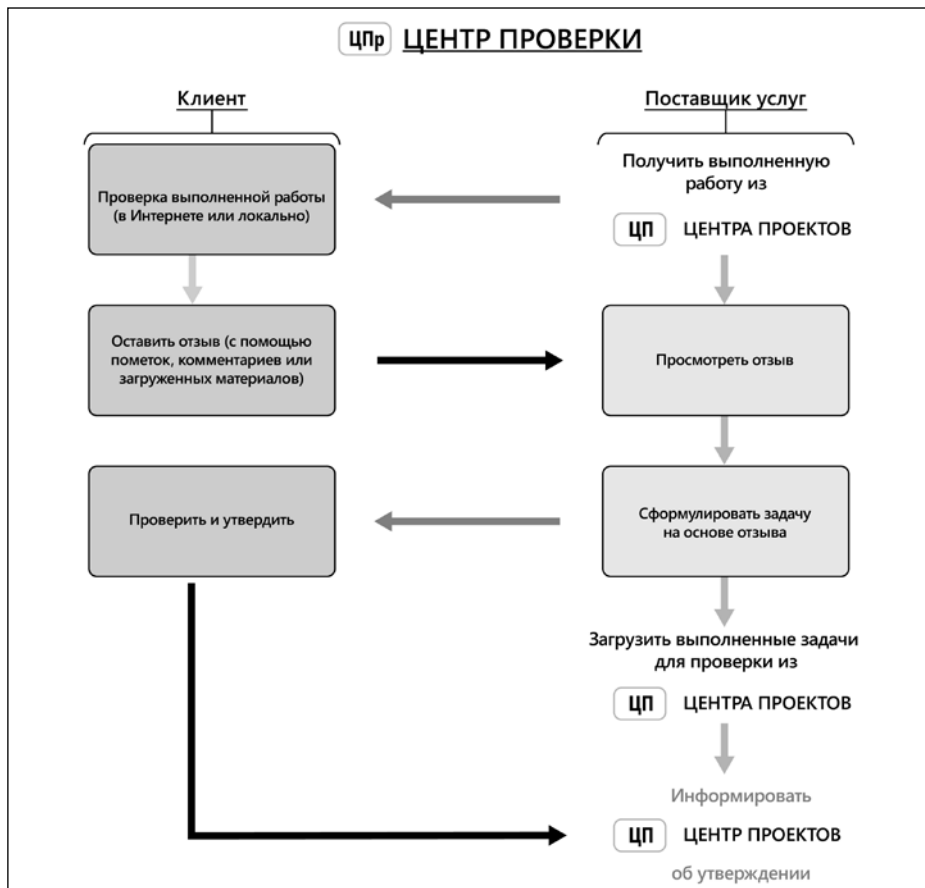 ЦПр ЦЕНТР ПРОВЕРКИ
Клиент
Поставщик услуг
Проверка выполненной работы
(в Интернете или локально)
Получить выполненную
работу из
ЦП ЦЕНТРА ПРОЕКТОВ
Оставить отзыв (с помощью
пометок, комментариев или
загруженных материалов)
Просмотреть отзыв
Проверить и утвердить
Сформулировать задачу
на основе отзыва
Загрузить выполненные задачи
для проверки из
ЦП ЦЕНТРА ПРОЕКТОВ
Информировать
ЦП ЦЕНТР ПРОЕКТОВ
об утверждении